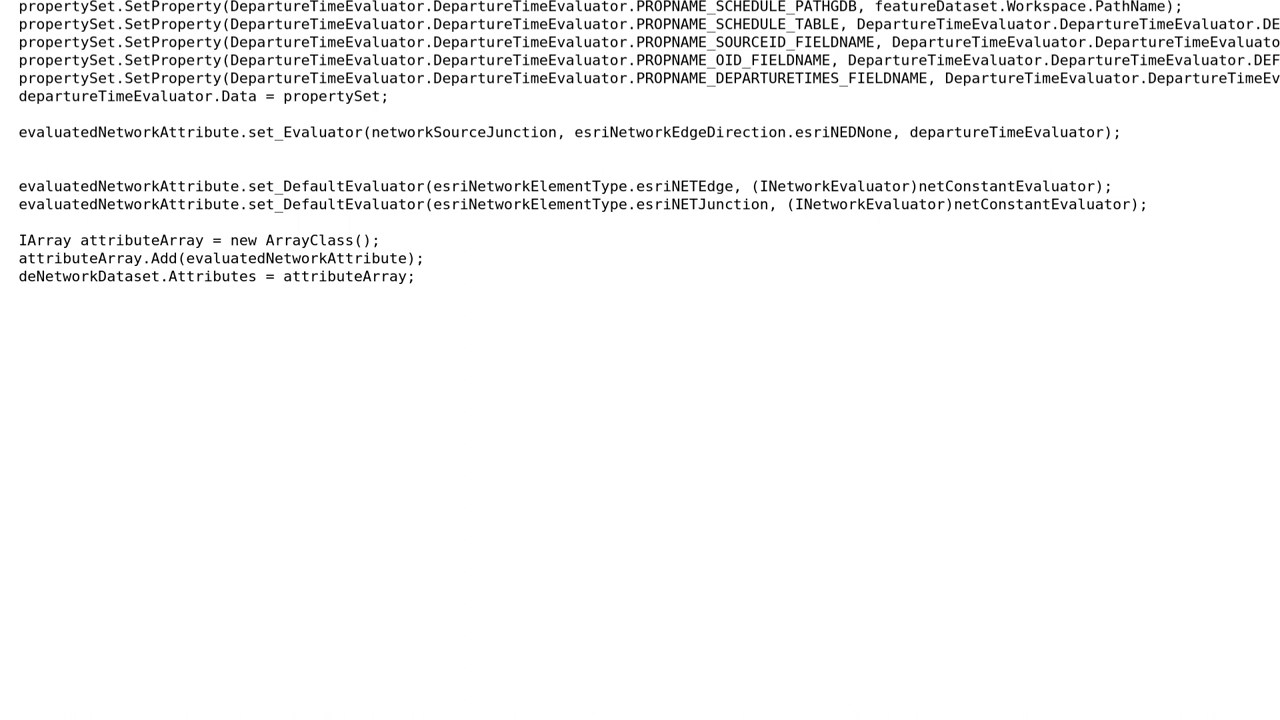 propertySet.SetProperty(DepartureTimeEvaluator.DepartureTimeEvaluator.PROPNAME_SCHEDULE_PATHGDB, featureDataset.Workspace.PathName);
propertySet.SetProperty(DepartureTimeEvaluator.DepartureTimeEvaluator.PROPNAME_SCHEDULE_TABLE, DepartureTimeEvaluator.DepartureTimeEvaluator.DE
propertySet.SetProperty(DepartureTimeEvaluator.DepartureTimeEvaluator.PROPNAME_SOURCEID_FIELDNAME, DepartureTimeEvaluator.DepartureTimeEvaluato
propertySet.SetProperty(DepartureTimeEvaluator.DepartureTimeEvaluator.PROPNAME_OID_FIELDNAME, DepartureTimeEvaluator.DepartureTimeEvaluator.DEF
propertySet.SetProperty(DepartureTimeEvaluator.DepartureTimeEvaluator.PROPNAME_DEPARTURETIMES_FIELDNAME, DepartureTimeEvaluator.DepartureTimeEv
departureTimeEvaluator.Data = propertySet;
evaluatedNetworkAttribute.set_Evaluator(networkSourceJunction, esriNetworkEdgeDirection.esriNEDNone, departureTimeEvaluator);
evaluatedNetworkAttribute.set_DefaultEvaluator(esriNetworkElementType.esriNETEdge, (INetworkEvaluator)netConstantEvaluator);
evaluatedNetworkAttribute.set_DefaultEvaluator(esriNetworkElementType.esriNETJunction, (INetworkEvaluator)netConstantEvaluator);
IArray attributeArray = new ArrayClass();
attributeArray.Add(evaluatedNetworkAttribute);
deNetworkDataset.Attributes = attributeArray;